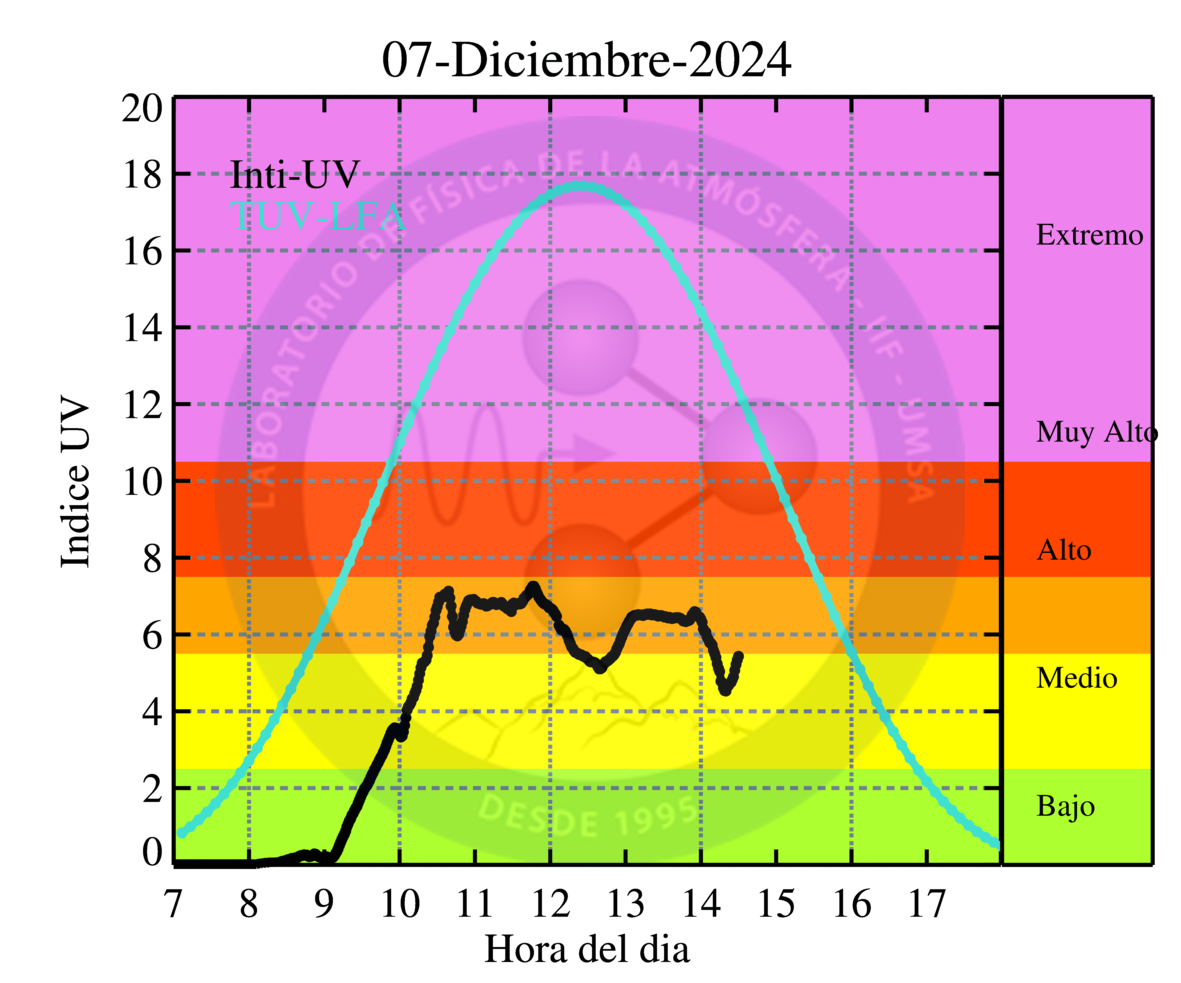 07-Diciembre-2024
Inti-UV
TUV-LFA
LABORATORIO DE FÍSICA DE LA ATMÓSFERA - IIF - UMSA
DESDE 1995
Indice UV
20
18
16
14
12
10
8
6
4
2
0
Extremo
Muy Alto
Alto
Medio
Bajo
7 8 9 10 11 12 13 14 15 16 17
Hora del dia